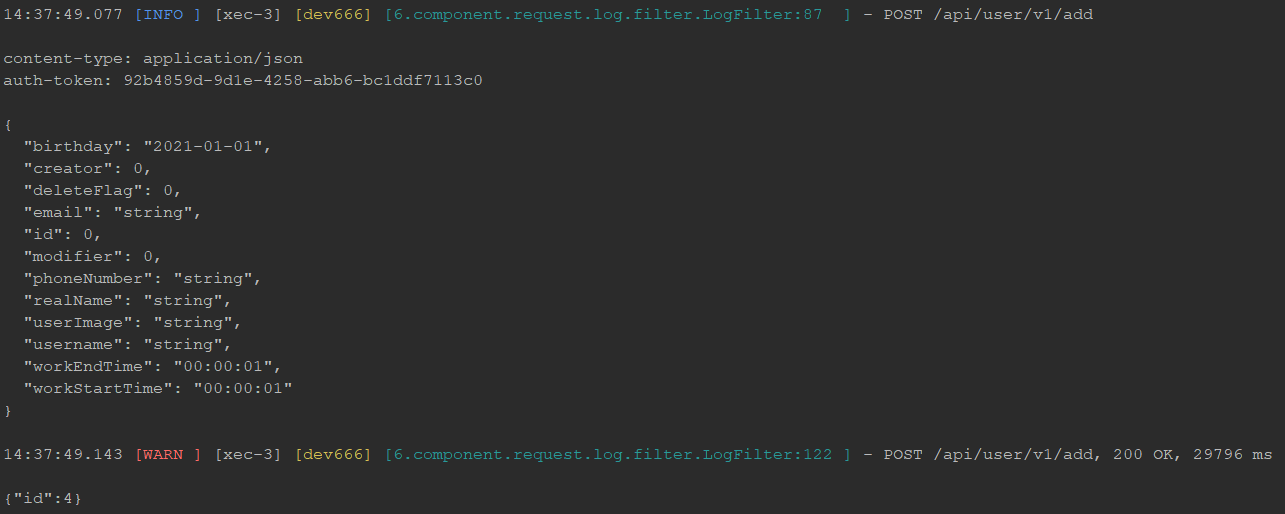 14:37:49.077 [INFO ] [xec-3] [dev666] [6.component.request.log.filter.LogFilter:87  ] - POST /api/user/v1/add
content-type: application/json
auth-token: 92b4859d-9d1e-4258-abb6-bc1ddf7113c0
{
  "birthday": "2021-01-01",
  "creator": 0,
  "deleteFlag": 0,
  "email": "string",
  "id": 0,
  "modifier": 0,
  "phoneNumber": "string",
  "realName": "string",
  "userImage": "string",
  "username": "string",
  "workEndTime": "00:00:01",
  "workStartTime": "00:00:01"
}
14:37:49.143 [WARN ] [xec-3] [dev666] [6.component.request.log.filter.LogFilter:122 ] - POST /api/user/v1/add, 200 OK, 29796 ms
{"id":4}